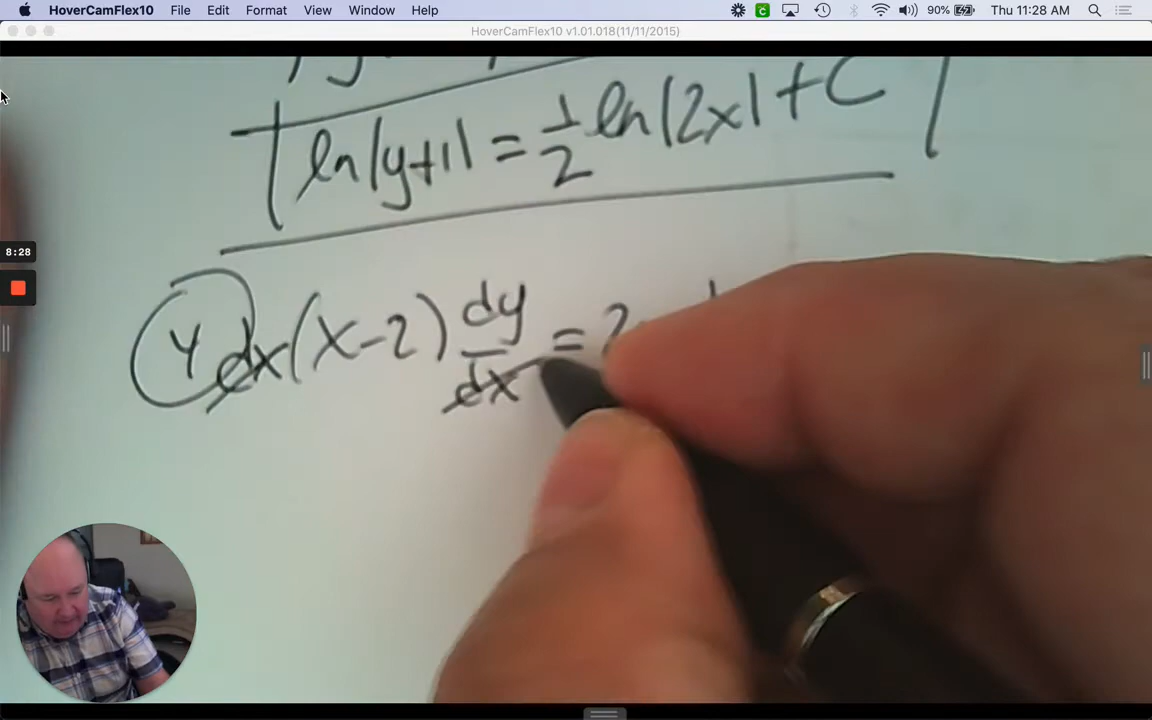 HoverCamFlex10 File Edit Format View Window Help 90% Thu 11:28 AM
HoverCamFlex10 v1.01.018(11/11/2015)
ln|y+1| = 1/2 ln|2x| + C
8:28
y dx (x-2) dy/dx = 2